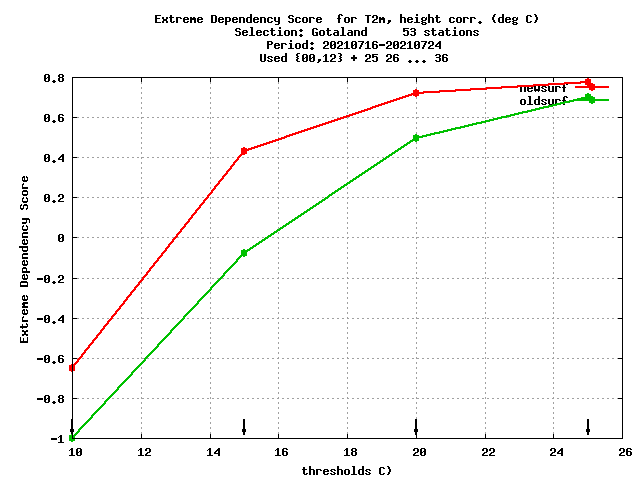 Extreme Dependency Score  for T2m, height corr. (deg C)
Selection: Gotaland     53 stations
Period: 20210716-20210724
Used {00,12} + 25 26 ... 36
0.8
newsurf
oldsurf
0.6
0.4
0.2
0
-0.2
-0.4
-0.6
-0.8
-1
Extreme Dependency Score
10 12 14 16 18 20 22 24 26
thresholds C)